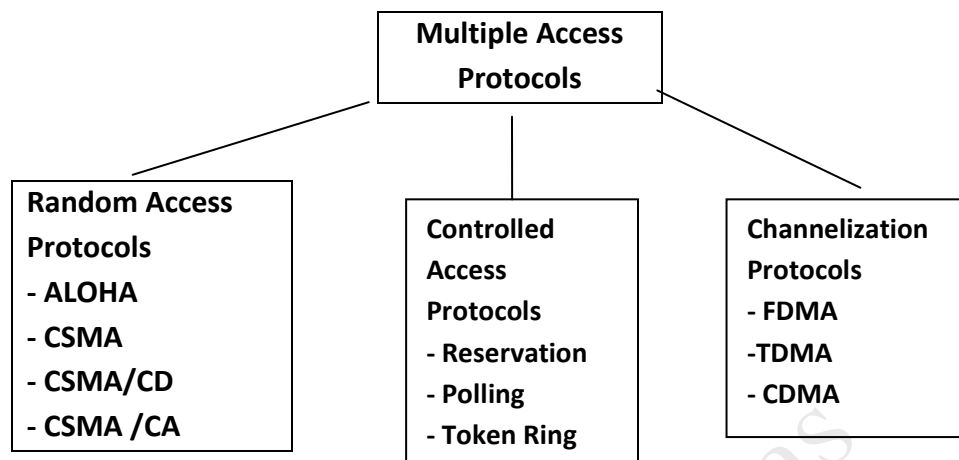 Multiple Access
Protocols
Random Access
Protocols
- ALOHA
- CSMA
- CSMA/CD
- CSMA /CA
Controlled
Access
Protocols
- Reservation
- Polling
- Token Ring
Channelization
Protocols
- FDMA
-TDMA
- CDMA